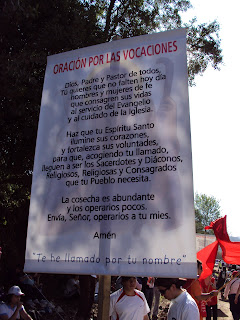 ORACIÓN POR LAS VOCACIONES
Dios, Padre y Pastor de todos,
Tú quieres que no falten hoy día
hombres y mujeres de fe
que consagren sus vidas
al servicio del Evangelio
y al cuidado de la Iglesia.
Haz que tu Espíritu Santo
ilumine sus corazones,
y fortalezca sus voluntades,
para que, acogiendo tu llamado,
lleguen a ser los Sacerdotes y Diáconos,
Religiosos, Religiosas y Consagrados
que tu Pueblo necesita.
La cosecha es abundante
y los operarios pocos.
Envía, Señor, operarios a tu mies.
Amén
"Te he llamado por tu nombre"